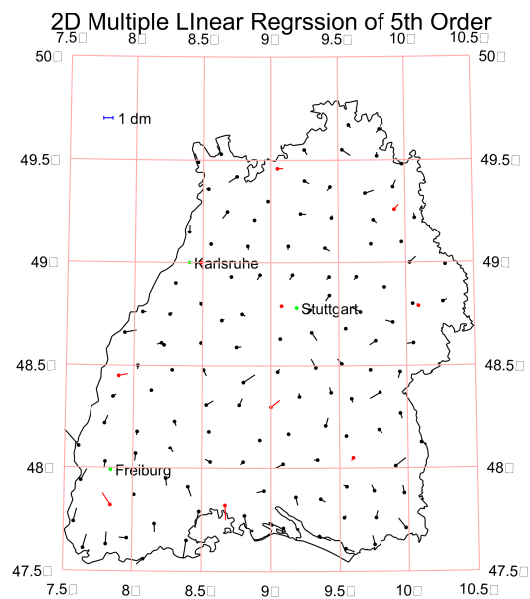 2D Multiple LInear Regrssion of 5th Order
7.5▯ 8▯ 8.5▯ 9▯ 9.5▯ 10▯ 10.5▯
50▯ 50▯
1 dm
49.5▯ 49.5▯
49▯ Karlsruhe 49▯
Stuttgart
48.5▯ 48.5▯
48▯ Freiburg 48▯
47.5▯ 47.5▯
7.5▯ 8▯ 8.5▯ 9▯ 9.5▯ 10▯ 10.5▯